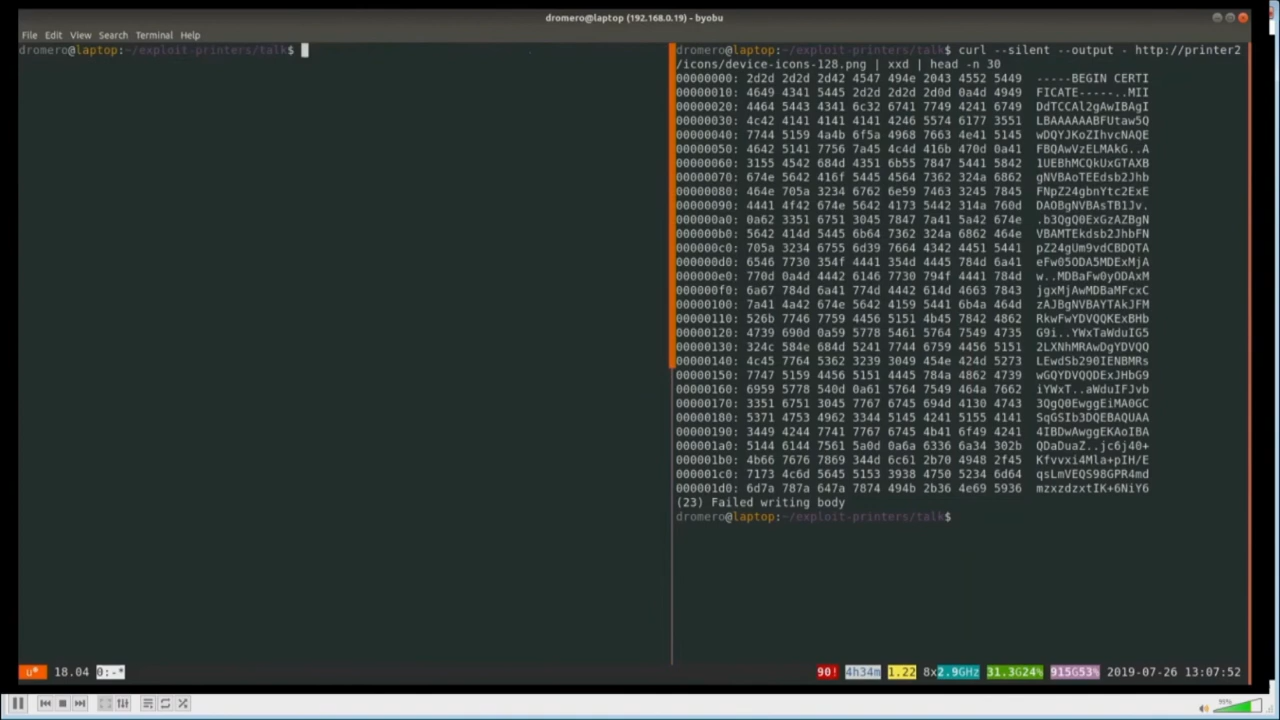 dromero@laptop (192.168.0.19) - byobu
File Edit View Search Terminal Help
dromero@laptop:~/exploit-printers/talk$
dromero@laptop:~/exploit-printers/talk$ curl --silent --output - http://printer2
/icons/device-icons-128.png | xxd | head -n 30
00000000: 2d2d 2d2d 2d42 4547 494e 2043 4552 5449 -----BEGIN CERTI
00000010: 4649 4341 5445 2d2d 2d2d 2d0d 0a4d 4949 FICATE-----..MII
00000020: 4464 5443 4341 6c32 6741 7749 4241 6749 DdTCCAl2gAwIBAgI
00000030: 4c42 4141 4141 4141 4246 5574 6177 3551 LBAAAAAABFUtaw5Q
00000040: 7744 5159 4a4b 6f5a 4968 7663 4e41 5145 wDQYJKoZIhvcNAQE
00000050: 4642 5141 7756 7a45 4c4d 416b 470d 0a41 FBQAwVzELMAkG..A
00000060: 3155 4542 684d 4351 6b55 7847 5441 5842 1UEBhMCQkUxGTAXB
00000070: 674e 5642 416f 5445 4564 7362 324a 6862 gNVBAoTEEdsb2Jhb
00000080: 464e 705a 3234 6762 6e59 7463 3245 7845 FNpZ24gbnYtc2ExE
00000090: 4441 4f42 674e 5642 4173 5442 314a 760d DAOBgNVBAsTB1Jv.
000000a0: 0a62 3351 6751 3045 7847 7a41 5a42 674e .b3QgQ0ExGzAZBgN
000000b0: 5642 414d 5445 6b64 7362 324a 6862 464e VBAMTEkdsb2JhbFN
000000c0: 705a 3234 6755 6d39 7664 4342 4451 5441 pZ24gUm9vdCBDQTA
000000d0: 6546 7730 354f 4441 354d 4445 784d 6a41 eFw05ODA5MDExMjA
000000e0: 770d 0a4d 4442 6146 7730 794f 4441 784d w..MDBaFw0yODAxM
000000f0: 6a67 784d 6a41 774d 4442 614d 4663 7843 jgxMjAwMDBaMFcxC
00000100: 7a41 4a42 674e 5642 4159 5441 6b4a 464d zAJBgNVBAYTAkJFM
00000110: 526b 7746 7759 4456 5151 4b45 7842 4862 RkwFwYDVQQKExBHb
00000120: 4739 690d 0a59 5778 5461 5764 7549 4735 G9i..YWxTaWduIG5
00000130: 324c 584e 684d 5241 7744 6759 4456 5151 2LXNhMRAwDgYDVQQ
00000140: 4c45 7764 5362 3239 3049 454e 424d 5273 LEwdSb290IENBMRs
00000150: 7747 5159 4456 5151 4445 784a 4862 4739 wGQYDVQQDExJHbG9
00000160: 6959 5778 540d 0a61 5764 7549 464a 7662 iYWxT..aWduIFJvb
00000170: 3351 6751 3045 7767 6745 694d 4130 4743 3QgQ0EwggEiMA0GC
00000180: 5371 4753 4962 3344 5145 4241 5155 4141 SqGSIb3DQEBAQUAA
00000190: 3449 4244 7741 7767 6745 4b41 6f49 4241 4IBDwAwggEKAoIBA
000001a0: 5144 6144 7561 5a0d 0a6a 6336 6a34 302b QDaDuaZ..jc6j40+
000001b0: 4b66 7676 7869 344d 6c61 2b70 4948 2f45 Kfvvxi4Mla+pIH/E
000001c0: 7173 4c6d 5645 5153 3938 4750 5234 6d64 qsLmVEQS98GPR4md
000001d0: 6d7a 787a 647a 7874 494b 2b36 4e69 5936 mzxzdzxtIK+6NiY6
(23) Failed writing body
dromero@laptop:~/exploit-printers/talk$
u* 18.04 0:-* 90! 4h34m 1.22 8x2.9GHz 31.3G24% 915G53% 2019-07-26 13:07:52